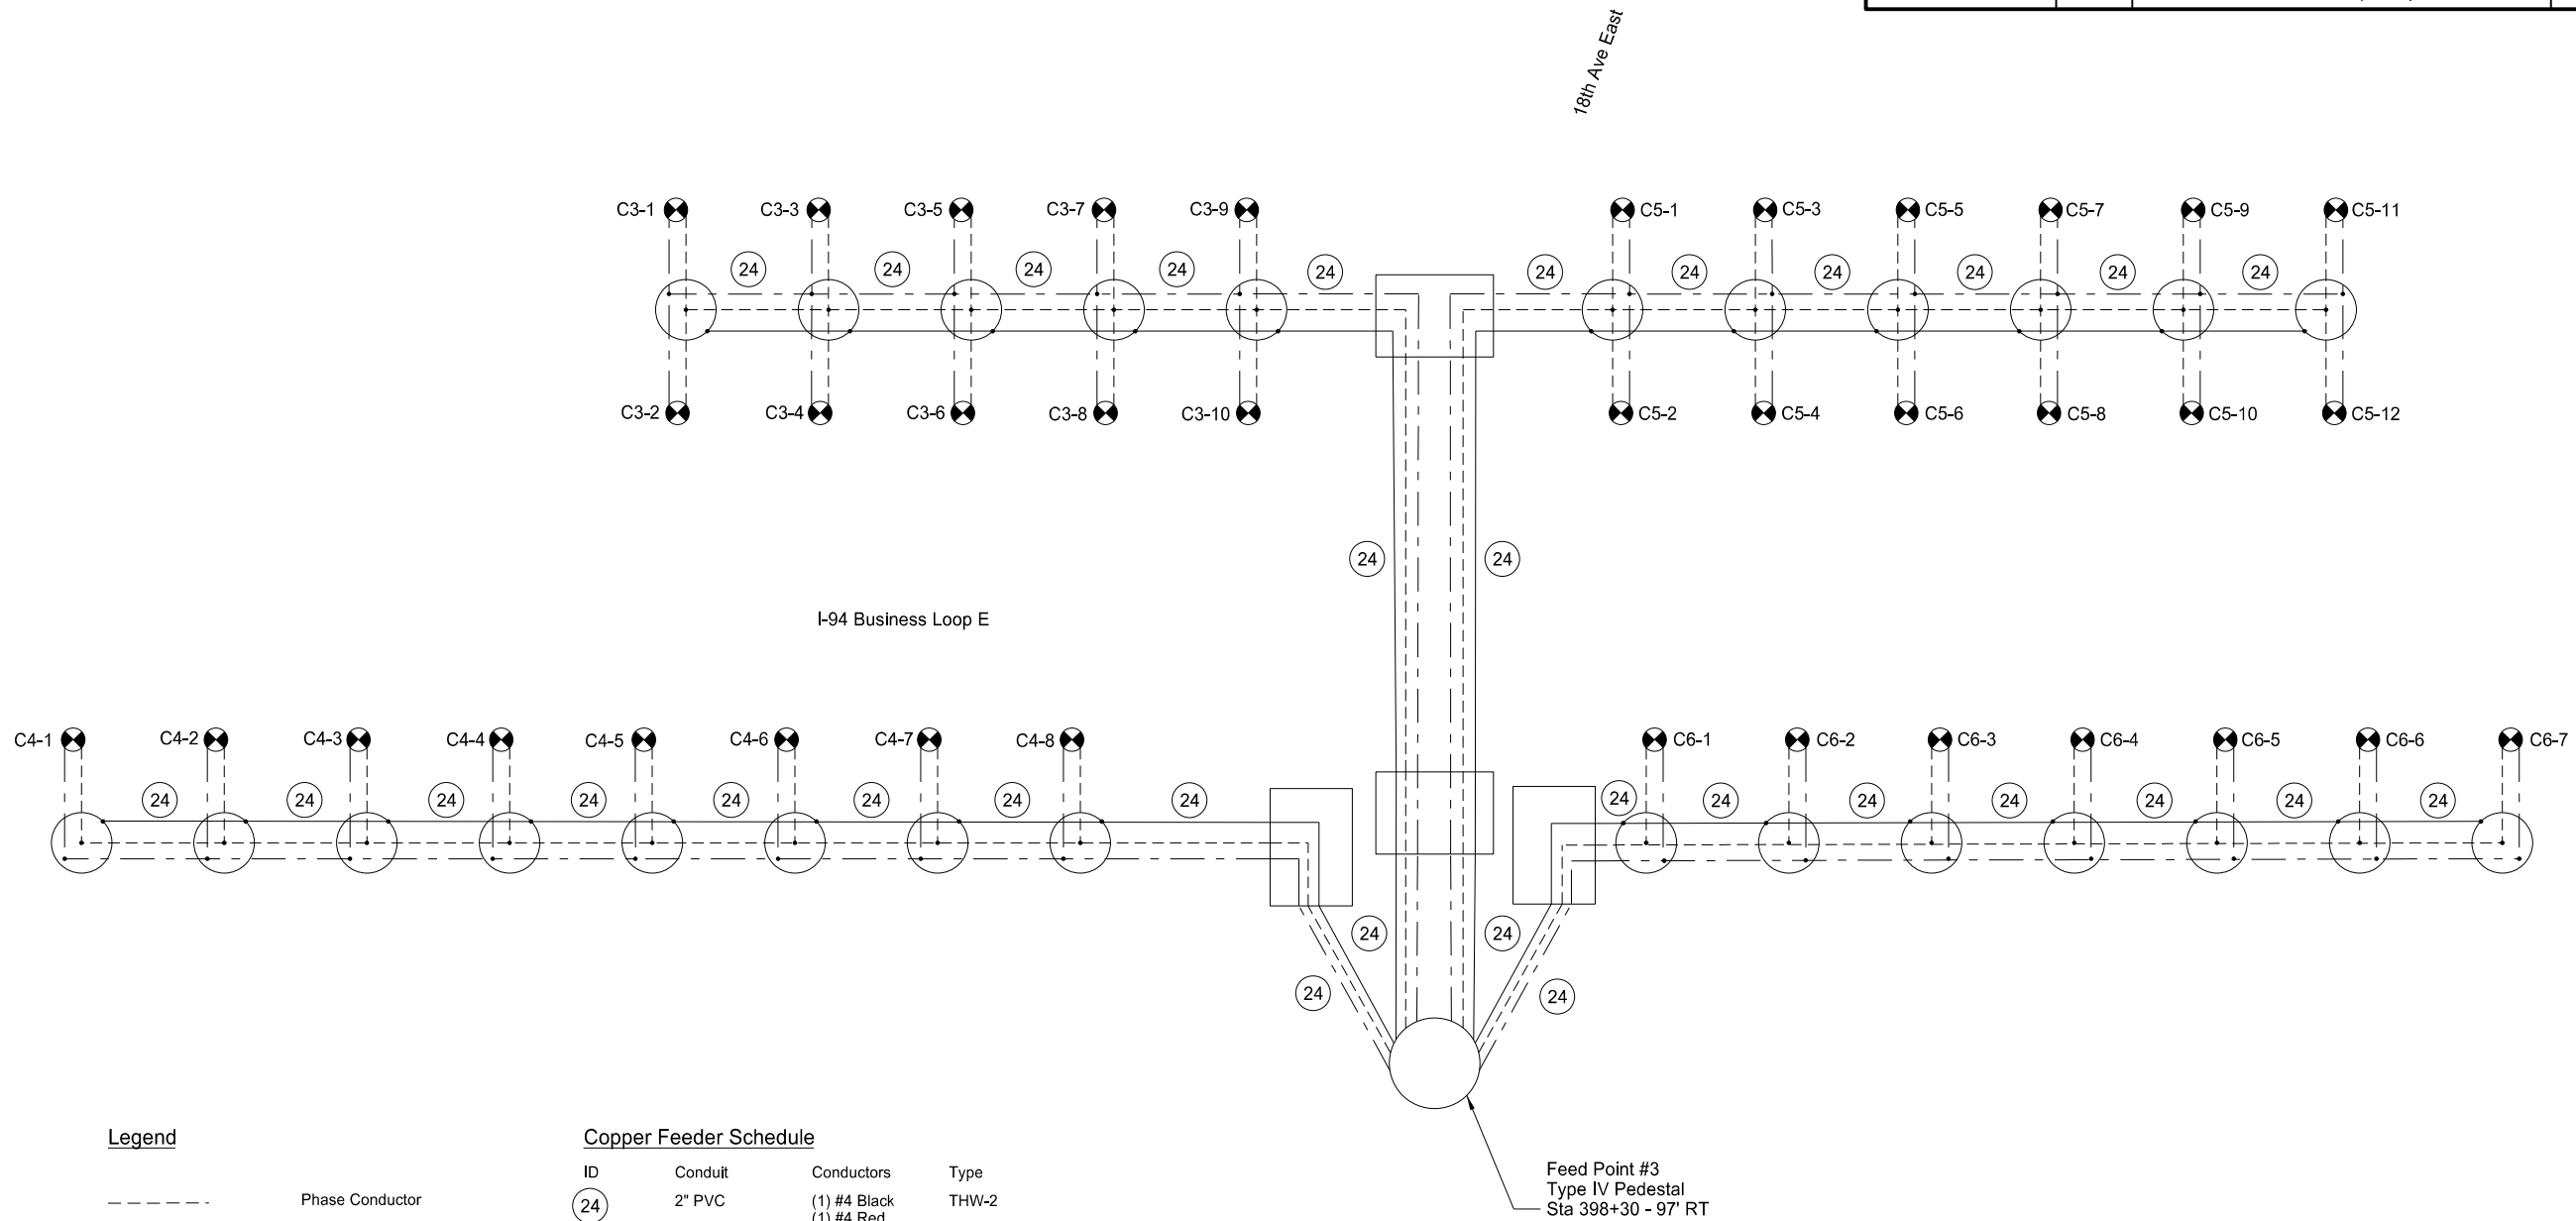 18th Ave East
C3-1 C3-3 C3-5 C3-7 C3-9 C5-1 C5-3 C5-5 C5-7 C5-9 C5-11
24 24 24 24 24 24 24 24 24 24 24
C3-2 C3-4 C3-6 C3-8 C3-10 C5-2 C5-4 C5-6 C5-8 C5-10 C5-12
24 24
I-94 Business Loop E
C4-1 C4-2 C4-3 C4-4 C4-5 C4-6 C4-7 C4-8 C6-1 C6-2 C6-3 C6-4 C6-5 C6-6 C6-7
24 24 24 24 24 24 24 24 24 24 24 24 24 24 24
24 24
24 24
Legend
Phase Conductor
Copper Feeder Schedule
ID Conduit Conductors Type
24 2" PVC (1) #4 Black THW-2
(1) #4 Red
Feed Point #3
Type IV Pedestal
Sta 398+30 - 97' RT